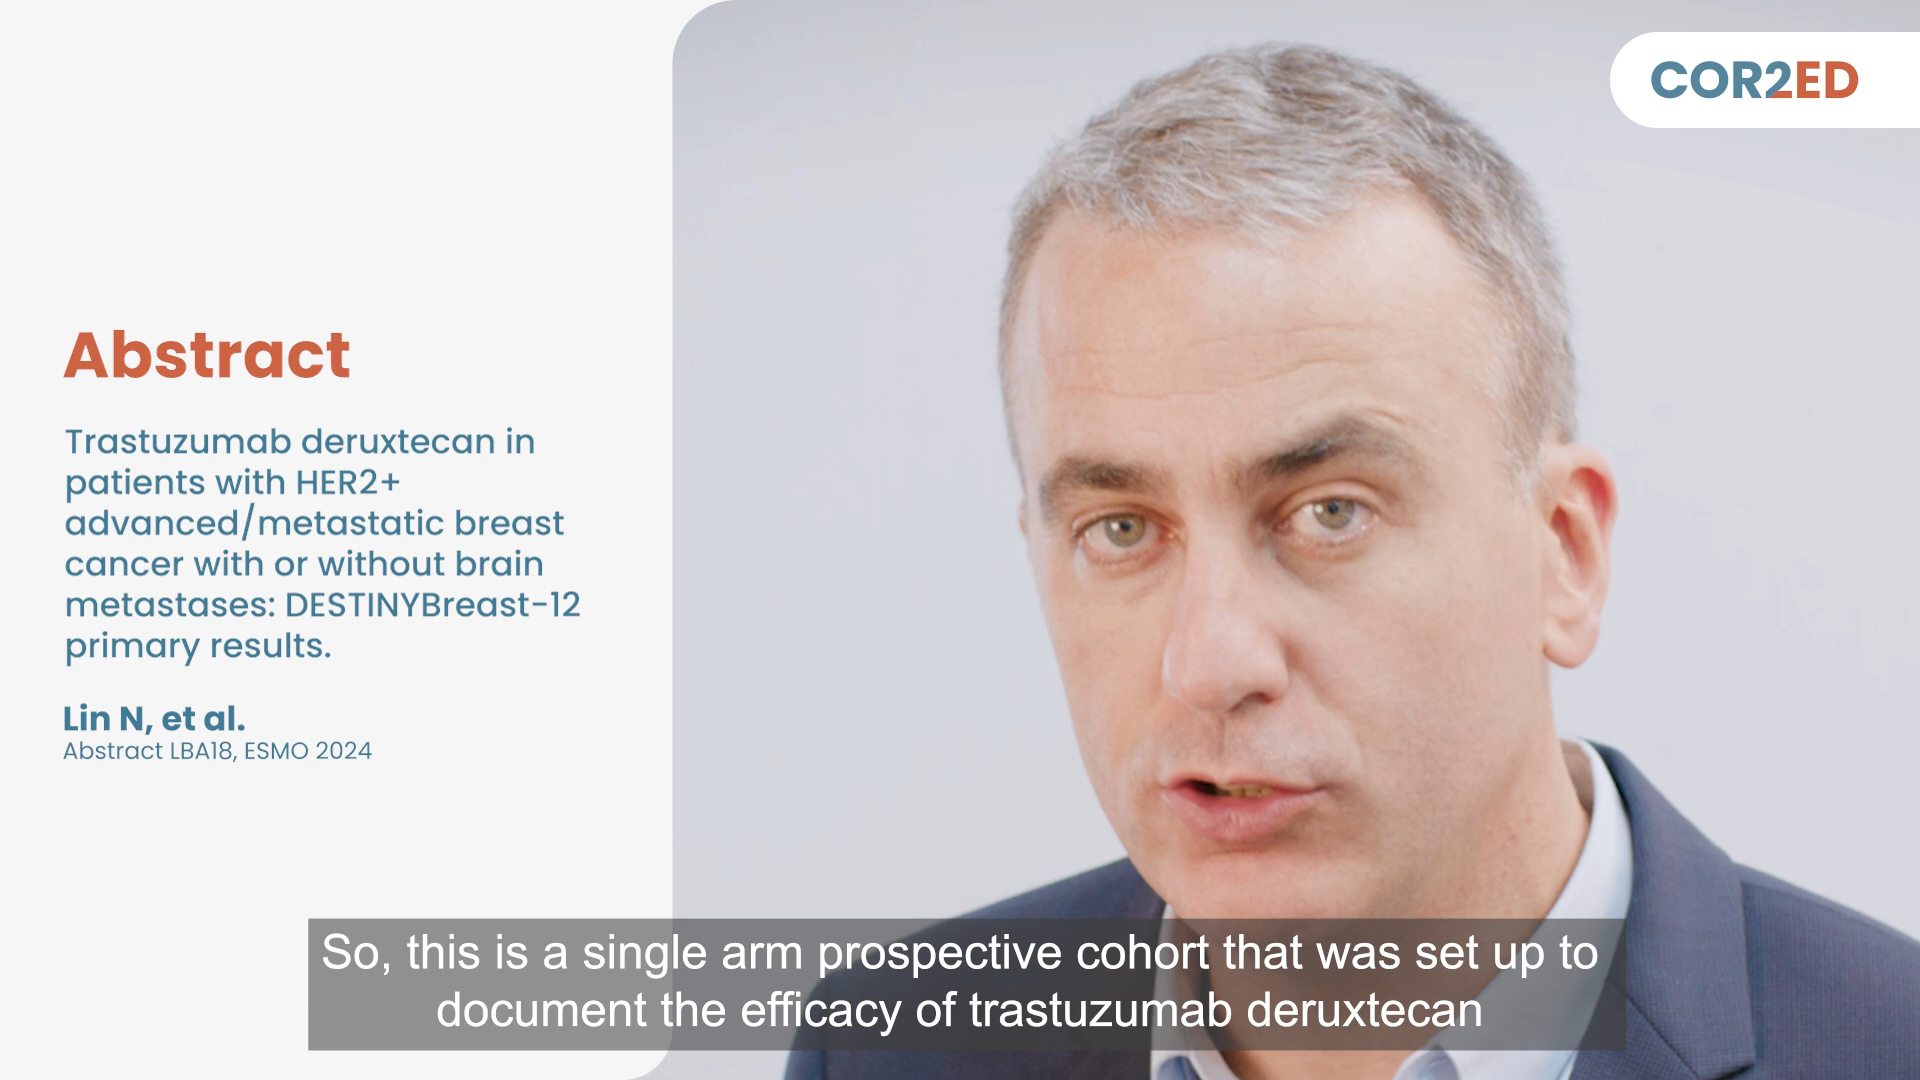 COR2ED
Abstract
Trastuzumab deruxtecan in
patients with HER2+
advanced/metastatic breast
cancer with or without brain
metastases: DESTINYBreast-12
primary results.
Lin N, et al.
Abstract LBA18, ESMO 2024
So, this is a single arm prospective cohort that was set up to
document the efficacy of trastuzumab deruxtecan